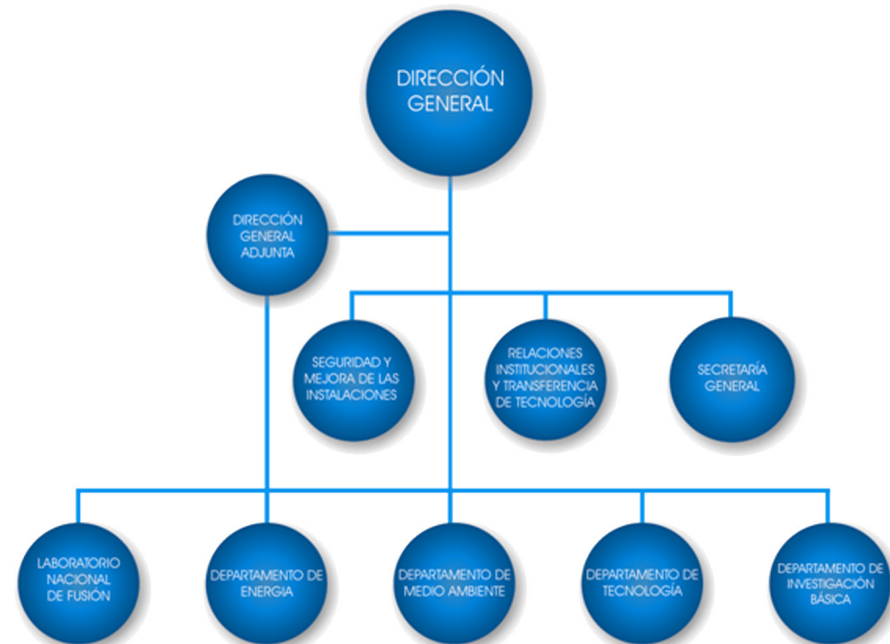 DIRECCIÓN
GENERAL
DIRECCIÓN
GENERAL
ADJUNTA
SEGURIDAD Y
MEJORA DE LAS
INSTALACIONES
RELACIONES
INSTITUCIONALES
Y TRANSFERENCIA
DE TECNOLOGÍA
SECRETARÍA
GENERAL
LABORATORIO
NACIONAL
DE FUSIÓN
DEPARTAMENTO DE
ENERGIA
DEPARTAMENTO DE
MEDIO AMBIENTE
DEPARTAMENTO DE
TECNOLOGÍA
DEPARTAMENTO DE
INVESTIGACIÓN
BÁSICA